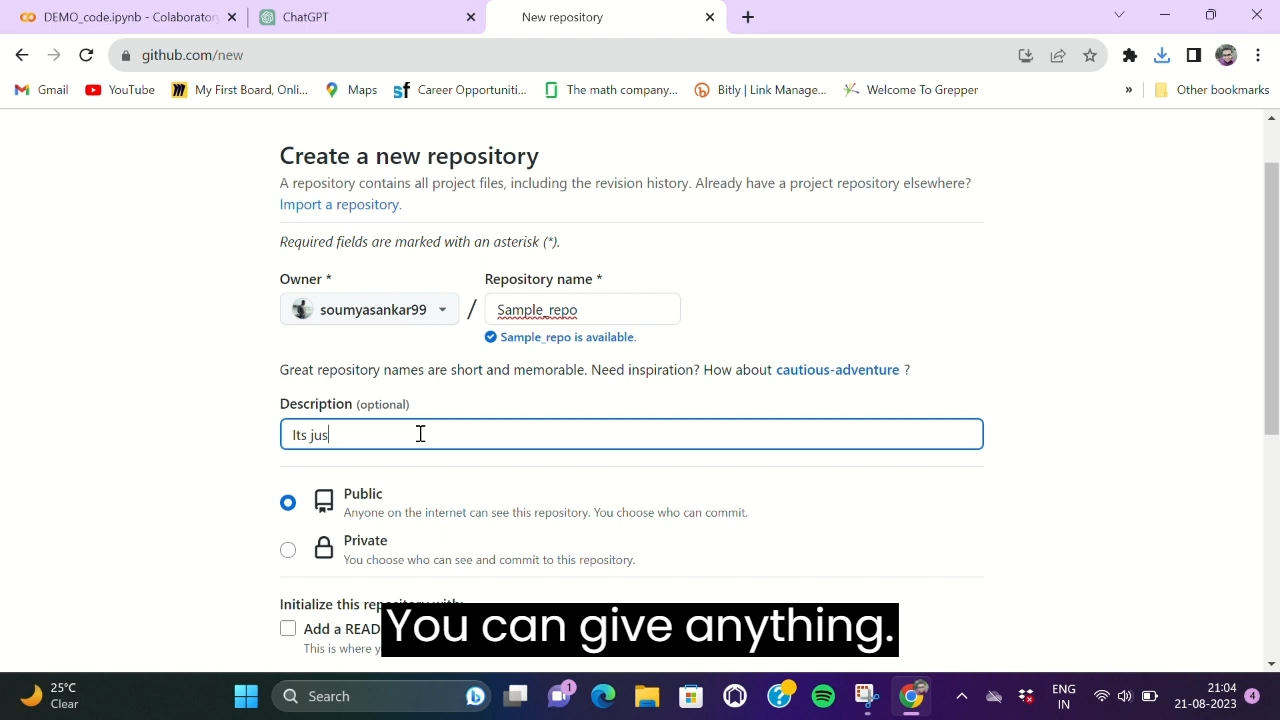 DEMO_code.ipynb - Colaborator
ChatGPT
New repository
github.com/new
Gmail
YouTube
My First Board, Onli...
Maps
Career Opportuniti...
The math company...
Bitly | Link Manage...
Welcome To Grepper
»
Other bookmarks
Create a new repository
A repository contains all project files, including the revision history. Already have a project repository elsewhere?
Import a repository.
Required fields are marked with an asterisk (*).
Owner *
Repository name *
soumyasankar99
/
Sample_repo
Sample_repo is available.
Great repository names are short and memorable. Need inspiration? How about cautious-adventure ?
Description (optional)
Its jus
Public
Anyone on the internet can see this repository. You choose who can commit.
Private
You choose who can see and commit to this repository.
Initialize this repository with:
Add a READ
This is where y
You can give anything.
25°C
Clear
Search
1
ENG
IN
21:04
21-08-2023
4